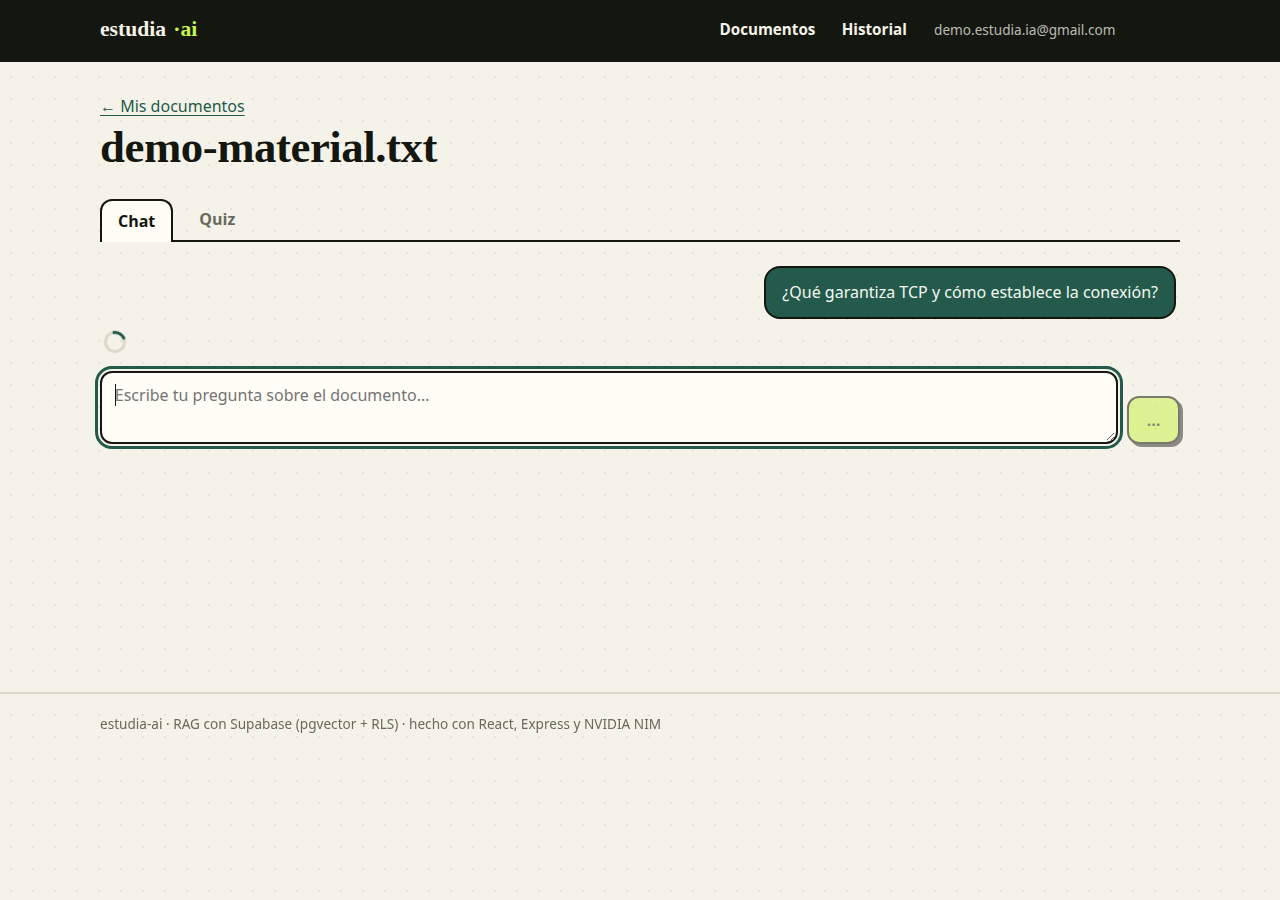 estudia ·ai
Documentos Historial demo.estudia.ia@gmail.com
← Mis documentos
demo-material.txt
Chat Quiz
¿Qué garantiza TCP y cómo establece la conexión?
Escribe tu pregunta sobre el documento...
...
estudia-ai · RAG con Supabase (pgvector + RLS) · hecho con React, Express y NVIDIA NIM